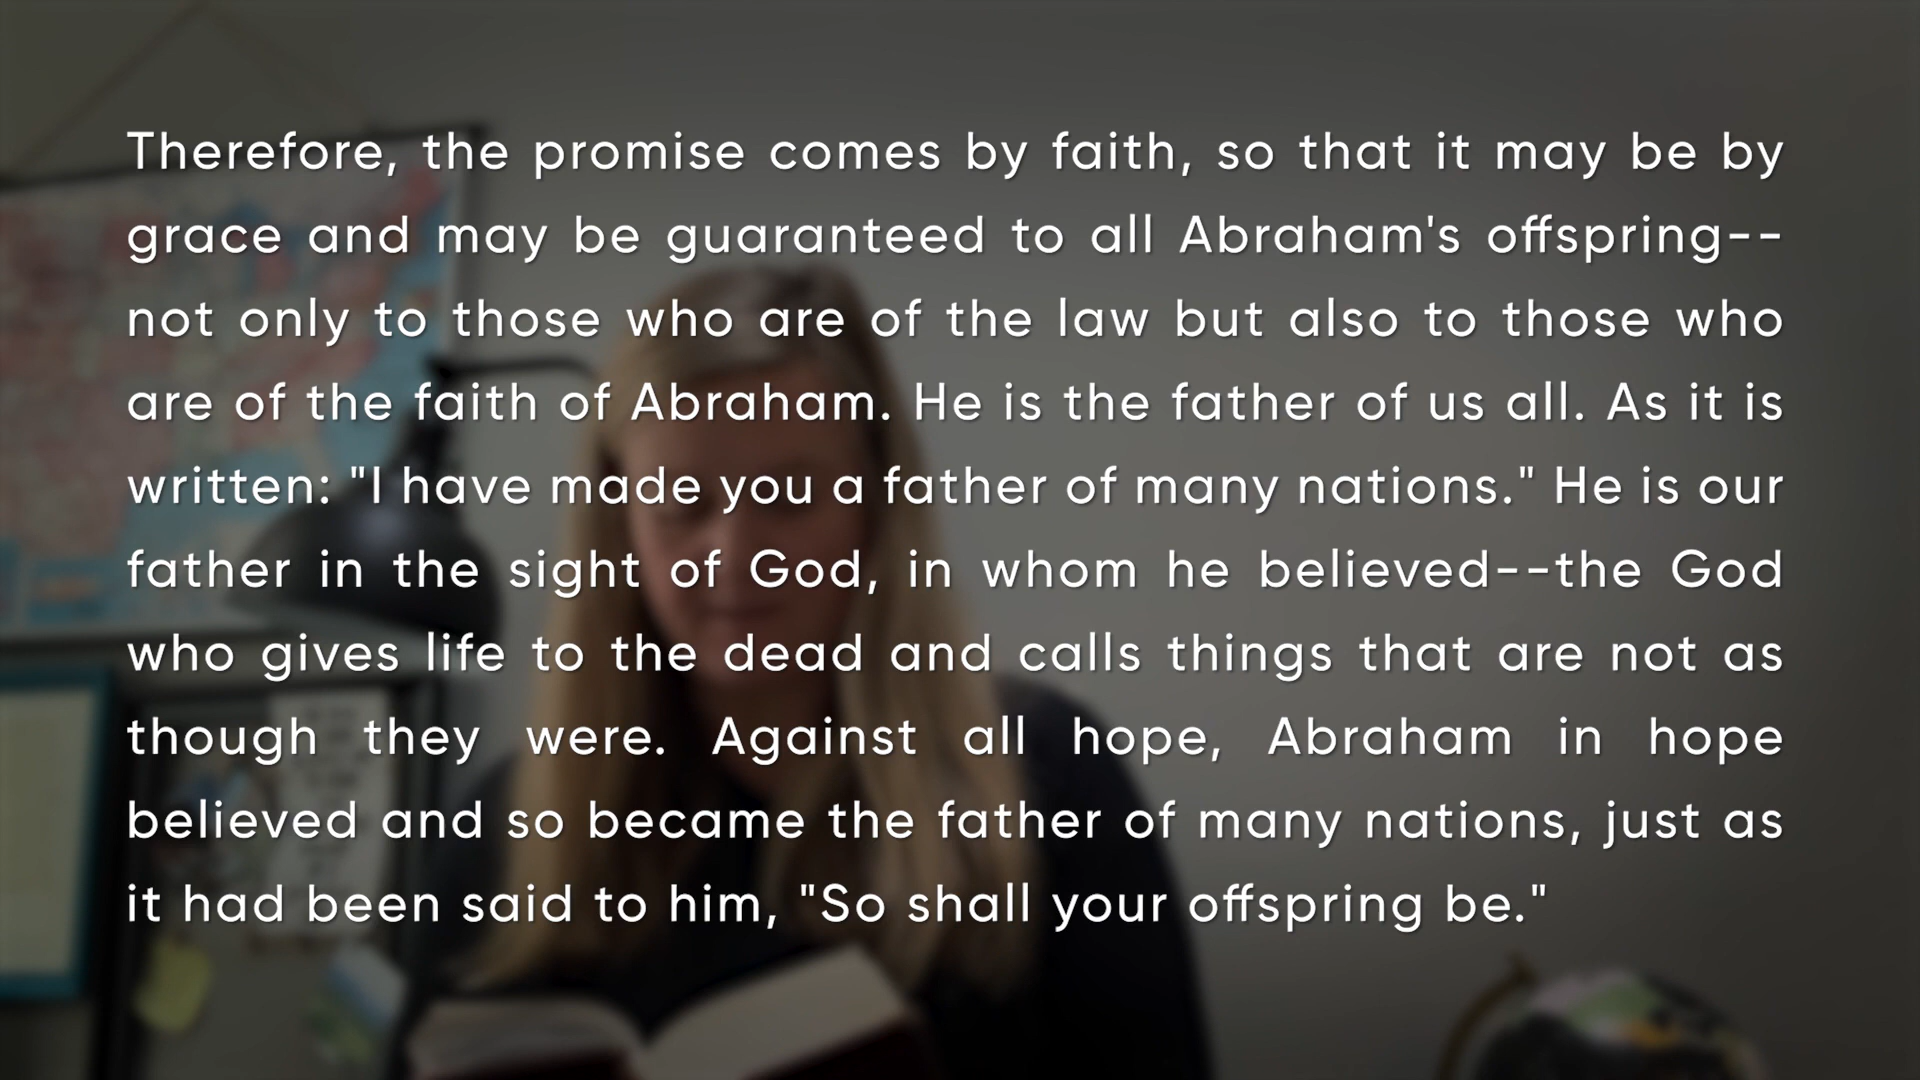 Therefore, the promise comes by faith, so that it may be by
grace and may be guaranteed to all Abraham's offspring--
not only to those who are of the law but also to those who
are of the faith of Abraham. He is the father of us all. As it is
written: "I have made you a father of many nations." He is our
father in the sight of God, in whom he believed--the God
who gives life to the dead and calls things that are not as
though they were. Against all hope, Abraham in hope
believed and so became the father of many nations, just as
it had been said to him, "So shall your offspring be."